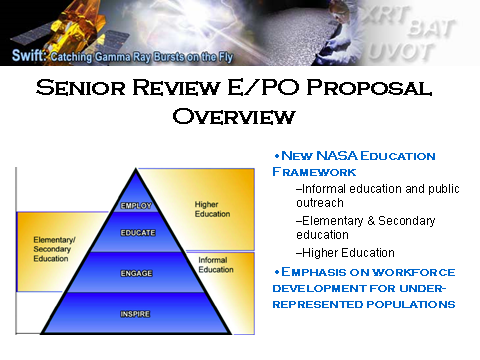 XRT
BAT
UVOT
Swift: Catching Gamma Ray Bursts on the Fly
Senior Review E/PO Proposal
Overview
•New NASA Education
Framework
–Informal education and public
outreach
–Elementary & Secondary
education
–Higher Education
•Emphasis on workforce
development for under-
represented populations
EMPLOY
EDUCATE
ENGAGE
INSPIRE
Higher
Education
Elementary/
Secondary
Education
Informal
Education